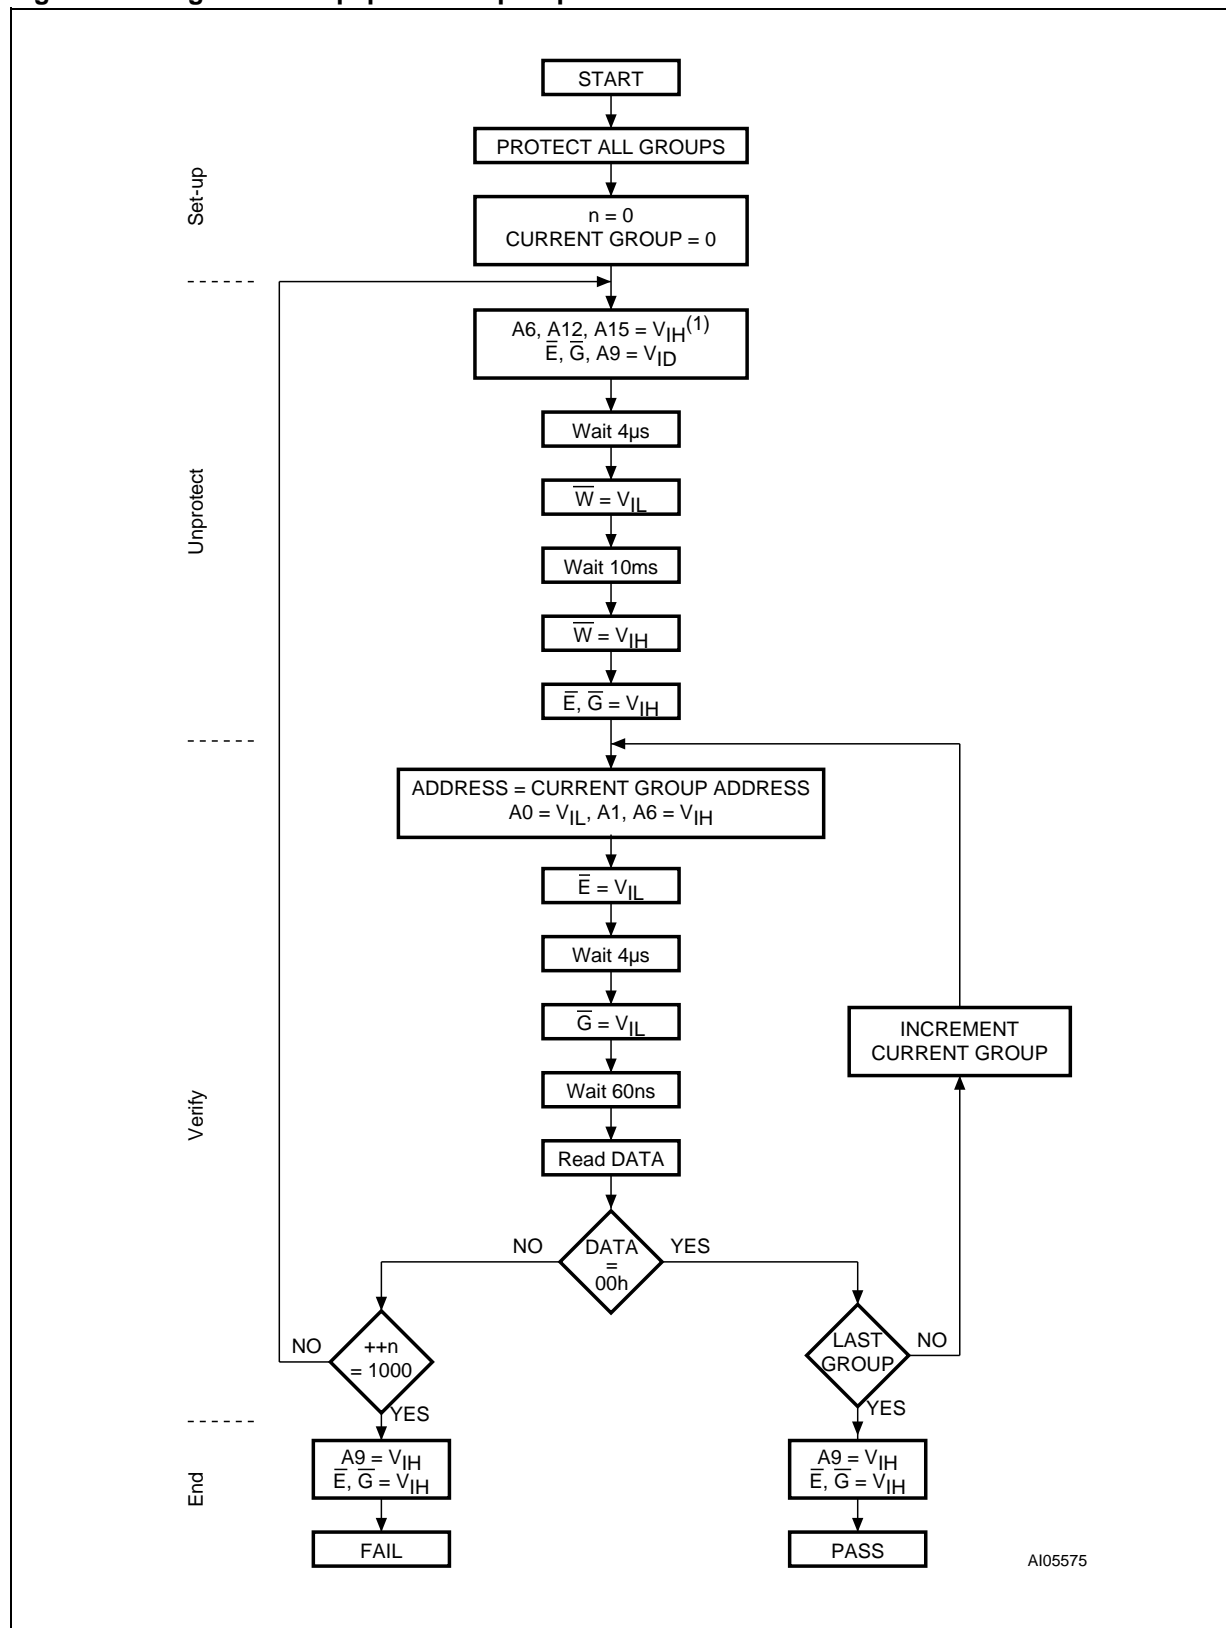 START
PROTECT ALL GROUPS
n = 0
CURRENT GROUP = 0
Set-up
A6, A12, A15 = VIH(1)
E̅, G̅, A9 = VID
Wait 4µs
W̅ = VIL
Unprotect
Wait 10ms
W̅ = VIH
E̅, G̅ = VIH
ADDRESS = CURRENT GROUP ADDRESS
A0 = VIL, A1, A6 = VIH
E̅ = VIL
Wait 4µs
G̅ = VIL
INCREMENT
CURRENT GROUP
Wait 60ns
Verify
Read DATA
NO
DATA
=
00h
YES
NO
++n
= 1000
YES
LAST
GROUP
NO
YES
End
A9 = VIH
E̅, G̅ = VIH
A9 = VIH
E̅, G̅ = VIH
FAIL
PASS
AI05575